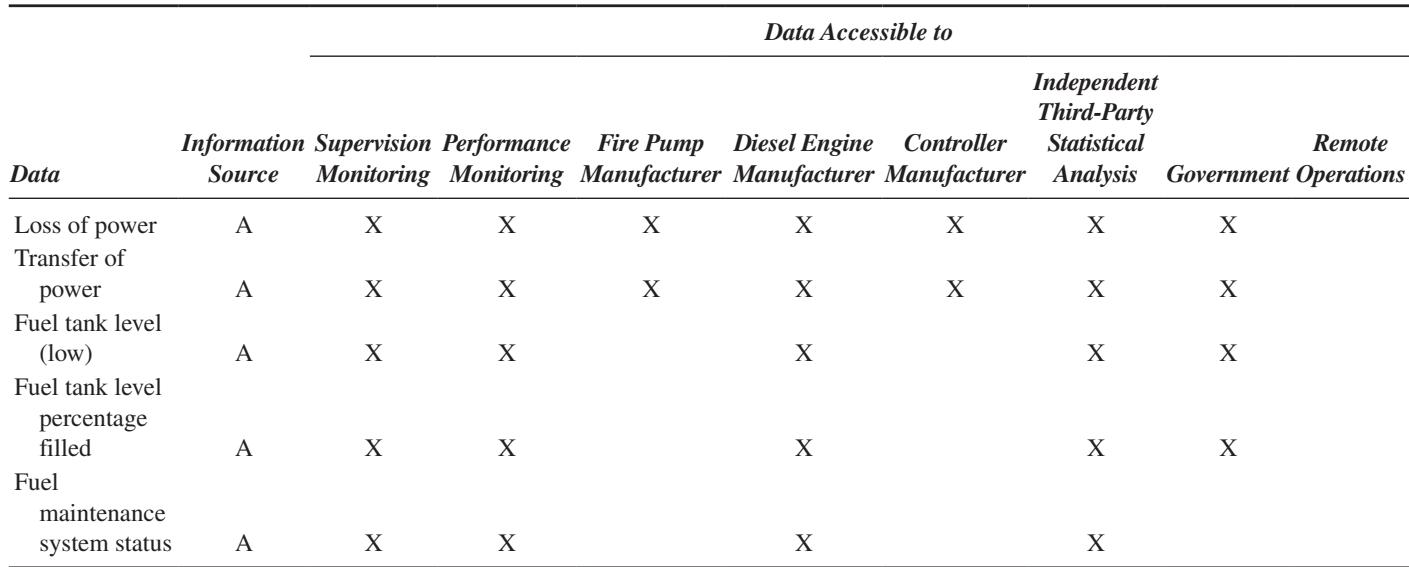 Data Accessible to
Independent
Third-Party
Information Supervision Performance Fire Pump Diesel Engine Controller Statistical Remote
Data Source Monitoring Monitoring Manufacturer Manufacturer Manufacturer Analysis Government Operations
Loss of power A X X X X X X X
Transfer of
power A X X X X X X X
Fuel tank level
(low) A X X X X X
Fuel tank level
percentage
filled A X X X X X
Fuel
maintenance
system status A X X X X